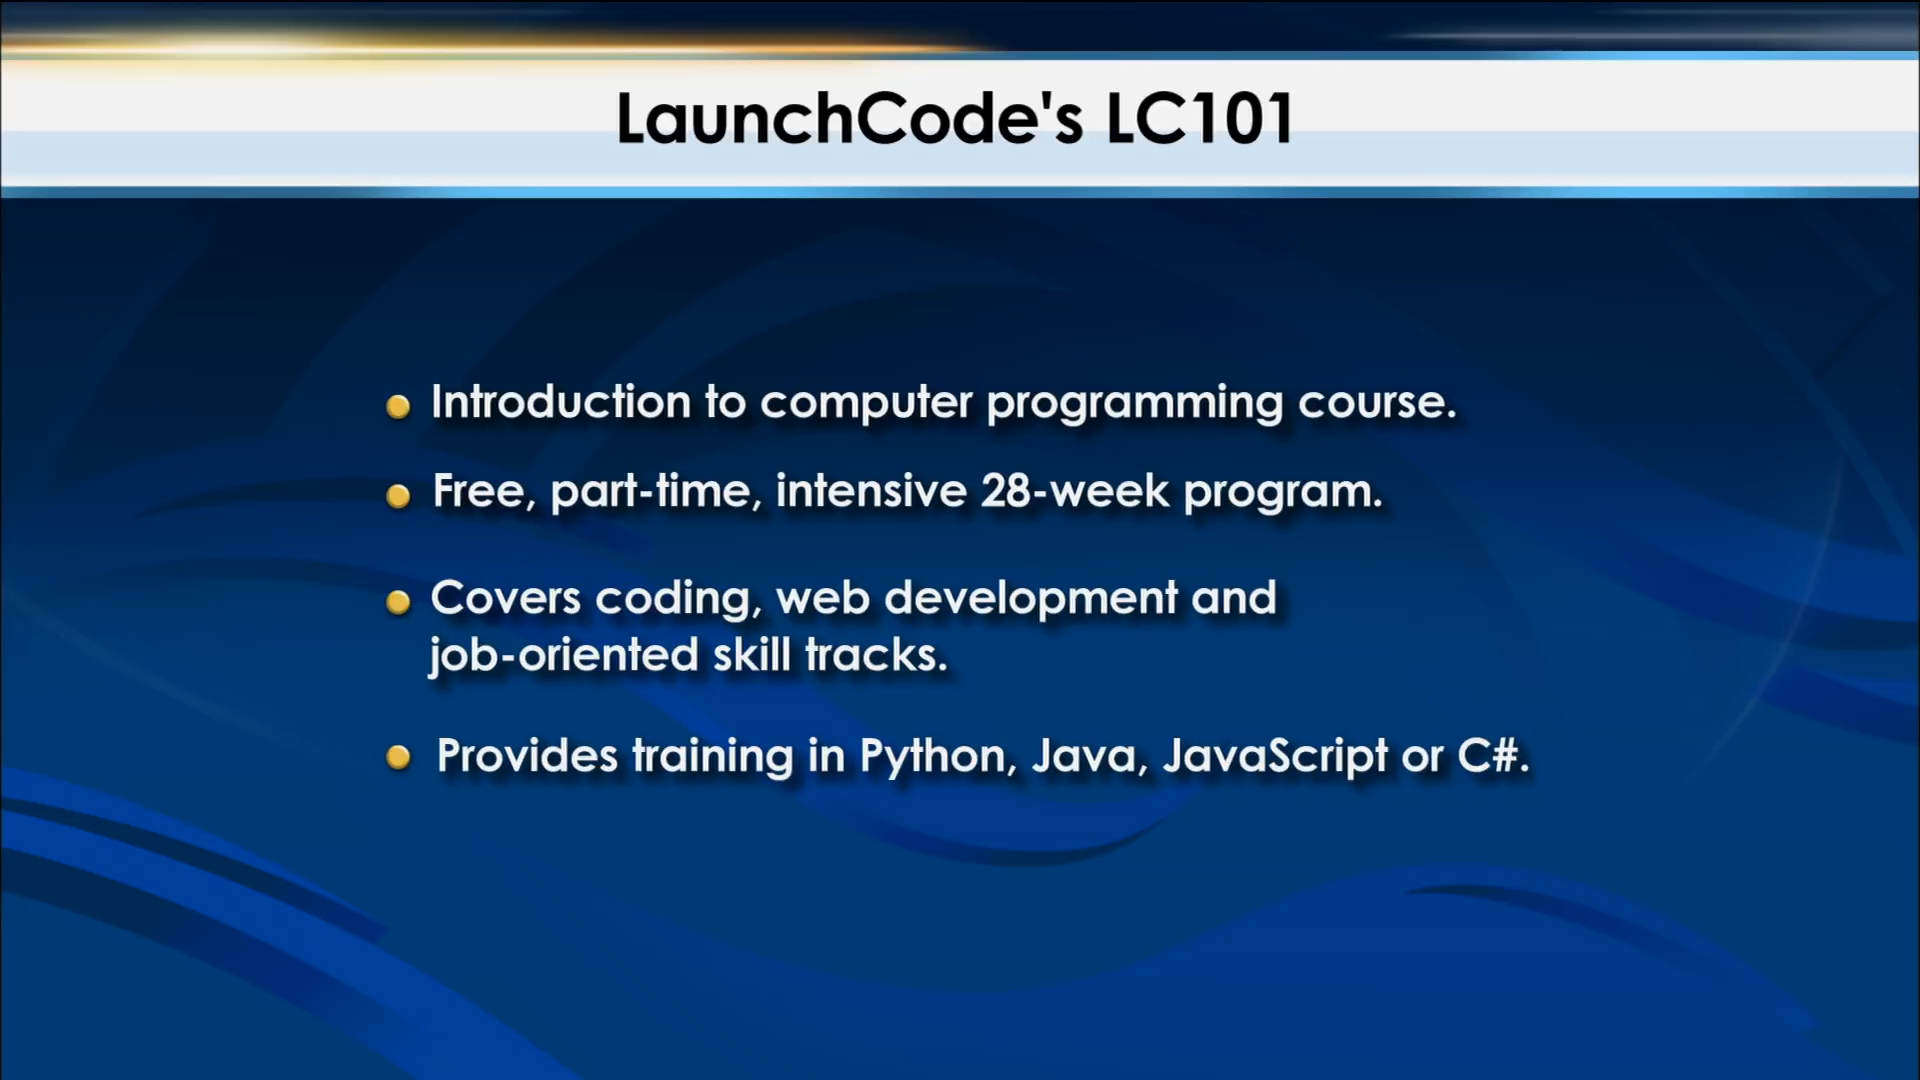 LaunchCode's LC101
Introduction to computer programming course.
Free, part-time, intensive 28-week program.
Covers coding, web development and
job-oriented skill tracks.
Provides training in Python, Java, JavaScript or C#.